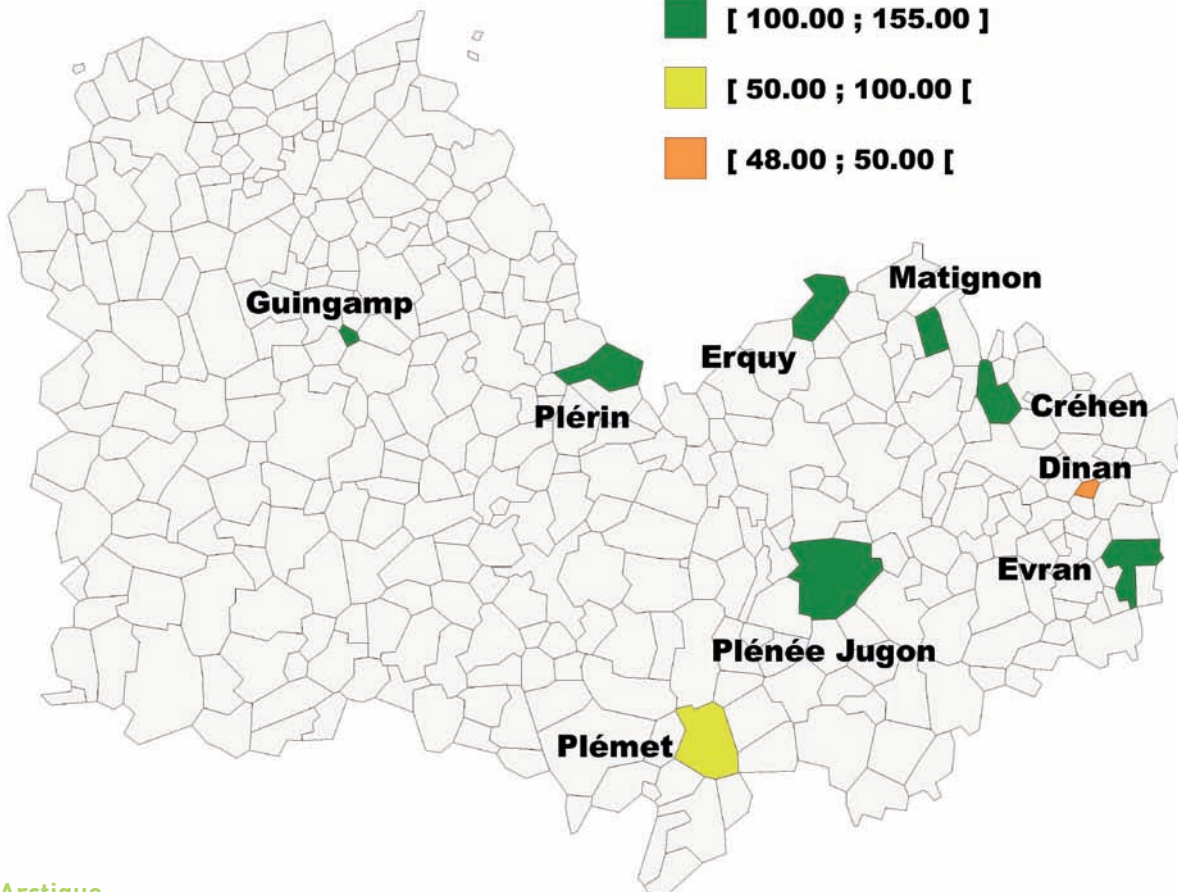 [ 100.00 ; 155.00 ]
[ 50.00 ; 100.00 [
[ 48.00 ; 50.00 [
Matignon
Guingamp
Erquy
Plérin
Créhen
Dinan
Evran
Plénée Jugon
Plémet
Arctique